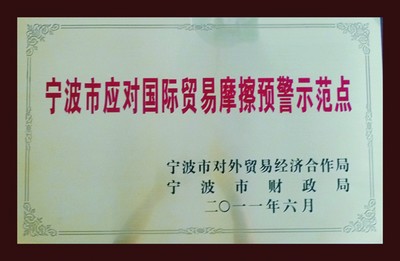 宁波市应对国际贸易摩擦预警示范点
宁波市对外贸易经济合作局
宁波市财政局
二〇一一年六月